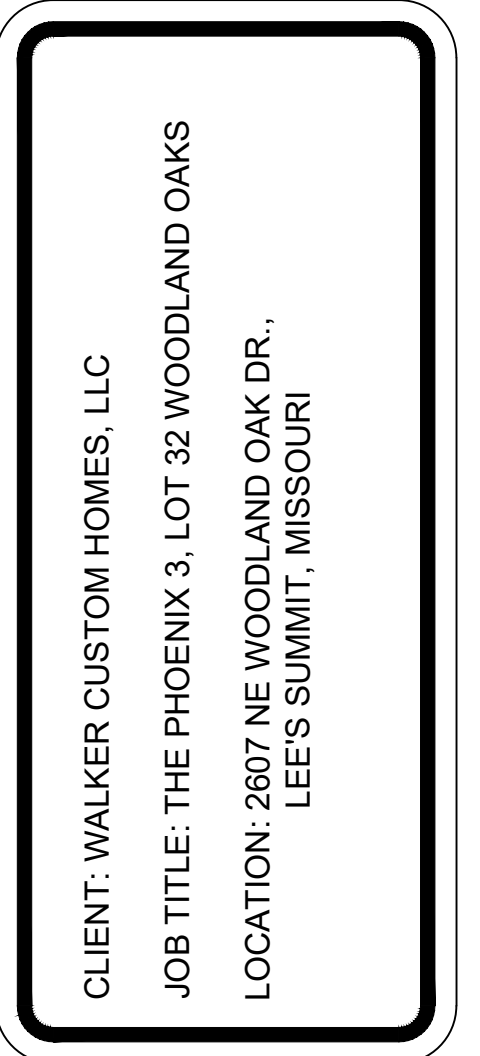 CLIENT: WALKER CUSTOM HOMES, LLC
JOB TITLE: THE PHOENIX 3, LOT 32 WOODLAND OAKS
LOCATION: 2607 NE WOODLAND OAK DR.,
LEE'S SUMMIT, MISSOURI